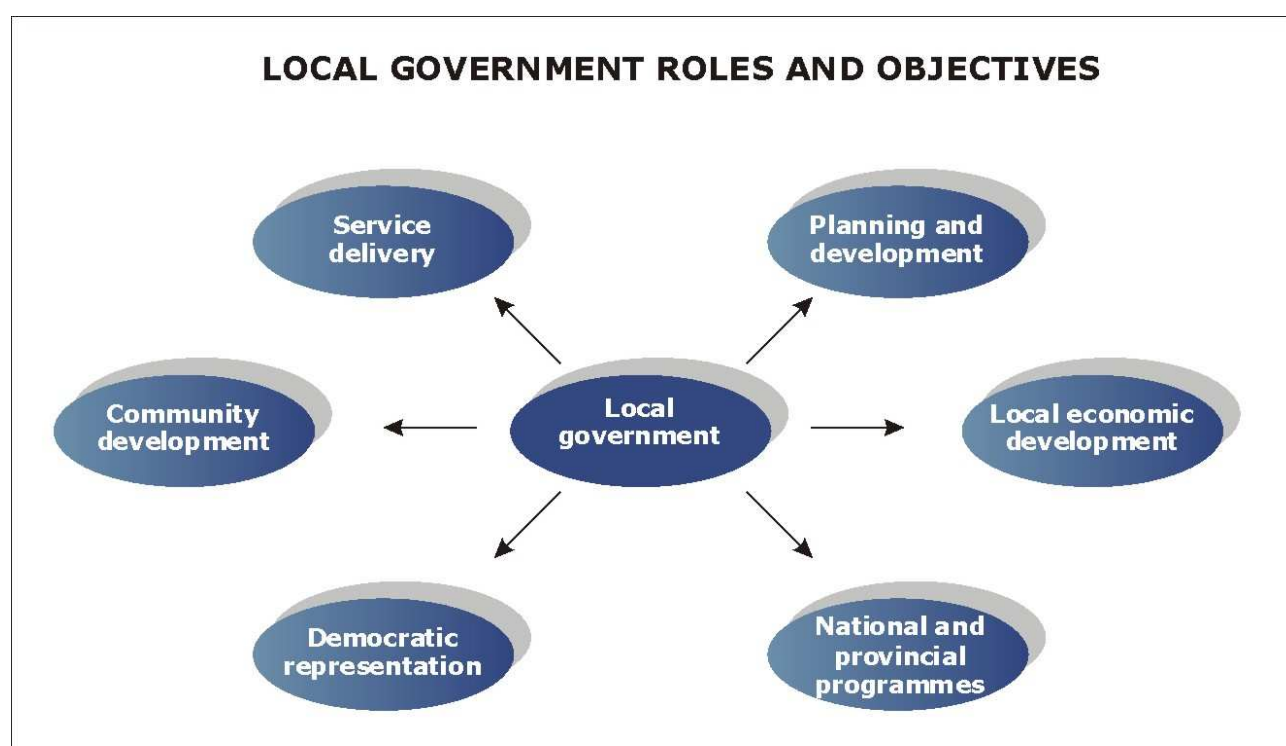 LOCAL GOVERNMENT ROLES AND OBJECTIVES
Service
delivery
Planning and
development
Community
development
Local
government
Local economic
development
Democratic
representation
National and
provincial
programmes